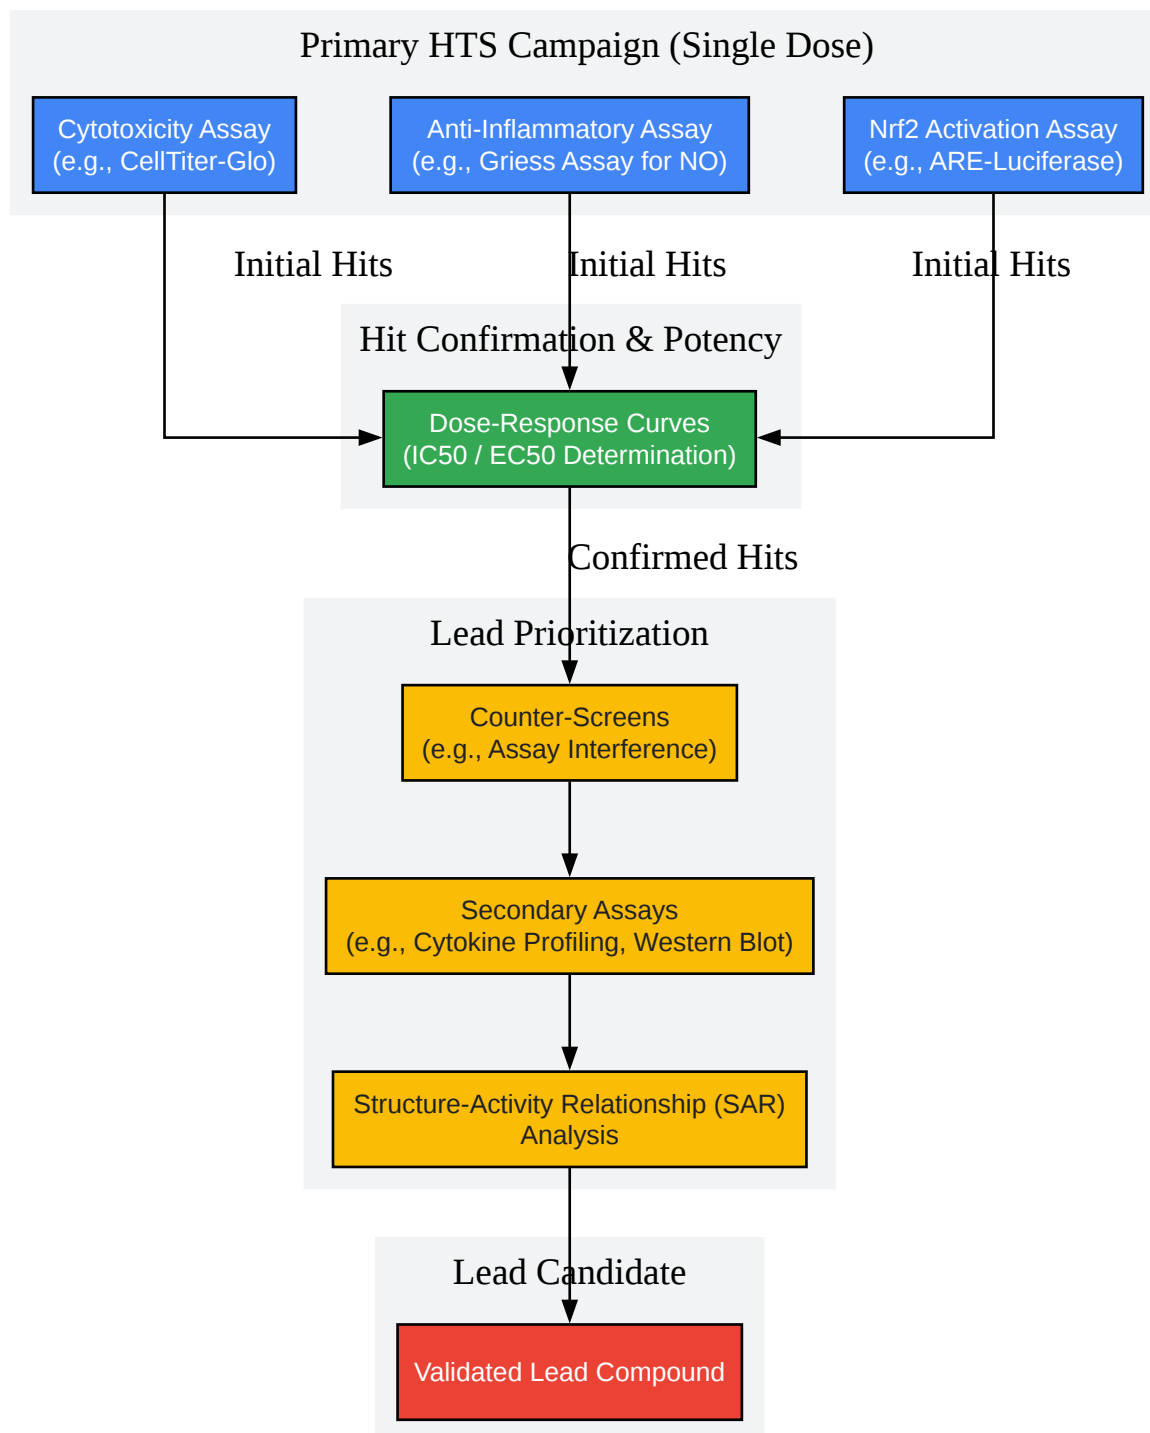 Primary HTS Campaign (Single Dose)
Cytotoxicity Assay
(e.g., CellTiter-Glo)
Anti-Inflammatory Assay
(e.g., Griess Assay for NO)
Nrf2 Activation Assay
(e.g., ARE-Luciferase)
Initial Hits
Initial Hits
Initial Hits
Hit Confirmation & Potency
Dose-Response Curves
(IC50 / EC50 Determination)
Confirmed Hits
Lead Prioritization
Counter-Screens
(e.g., Assay Interference)
Secondary Assays
(e.g., Cytokine Profiling, Western Blot)
Structure-Activity Relationship (SAR)
Analysis
Lead Candidate
Validated Lead Compound